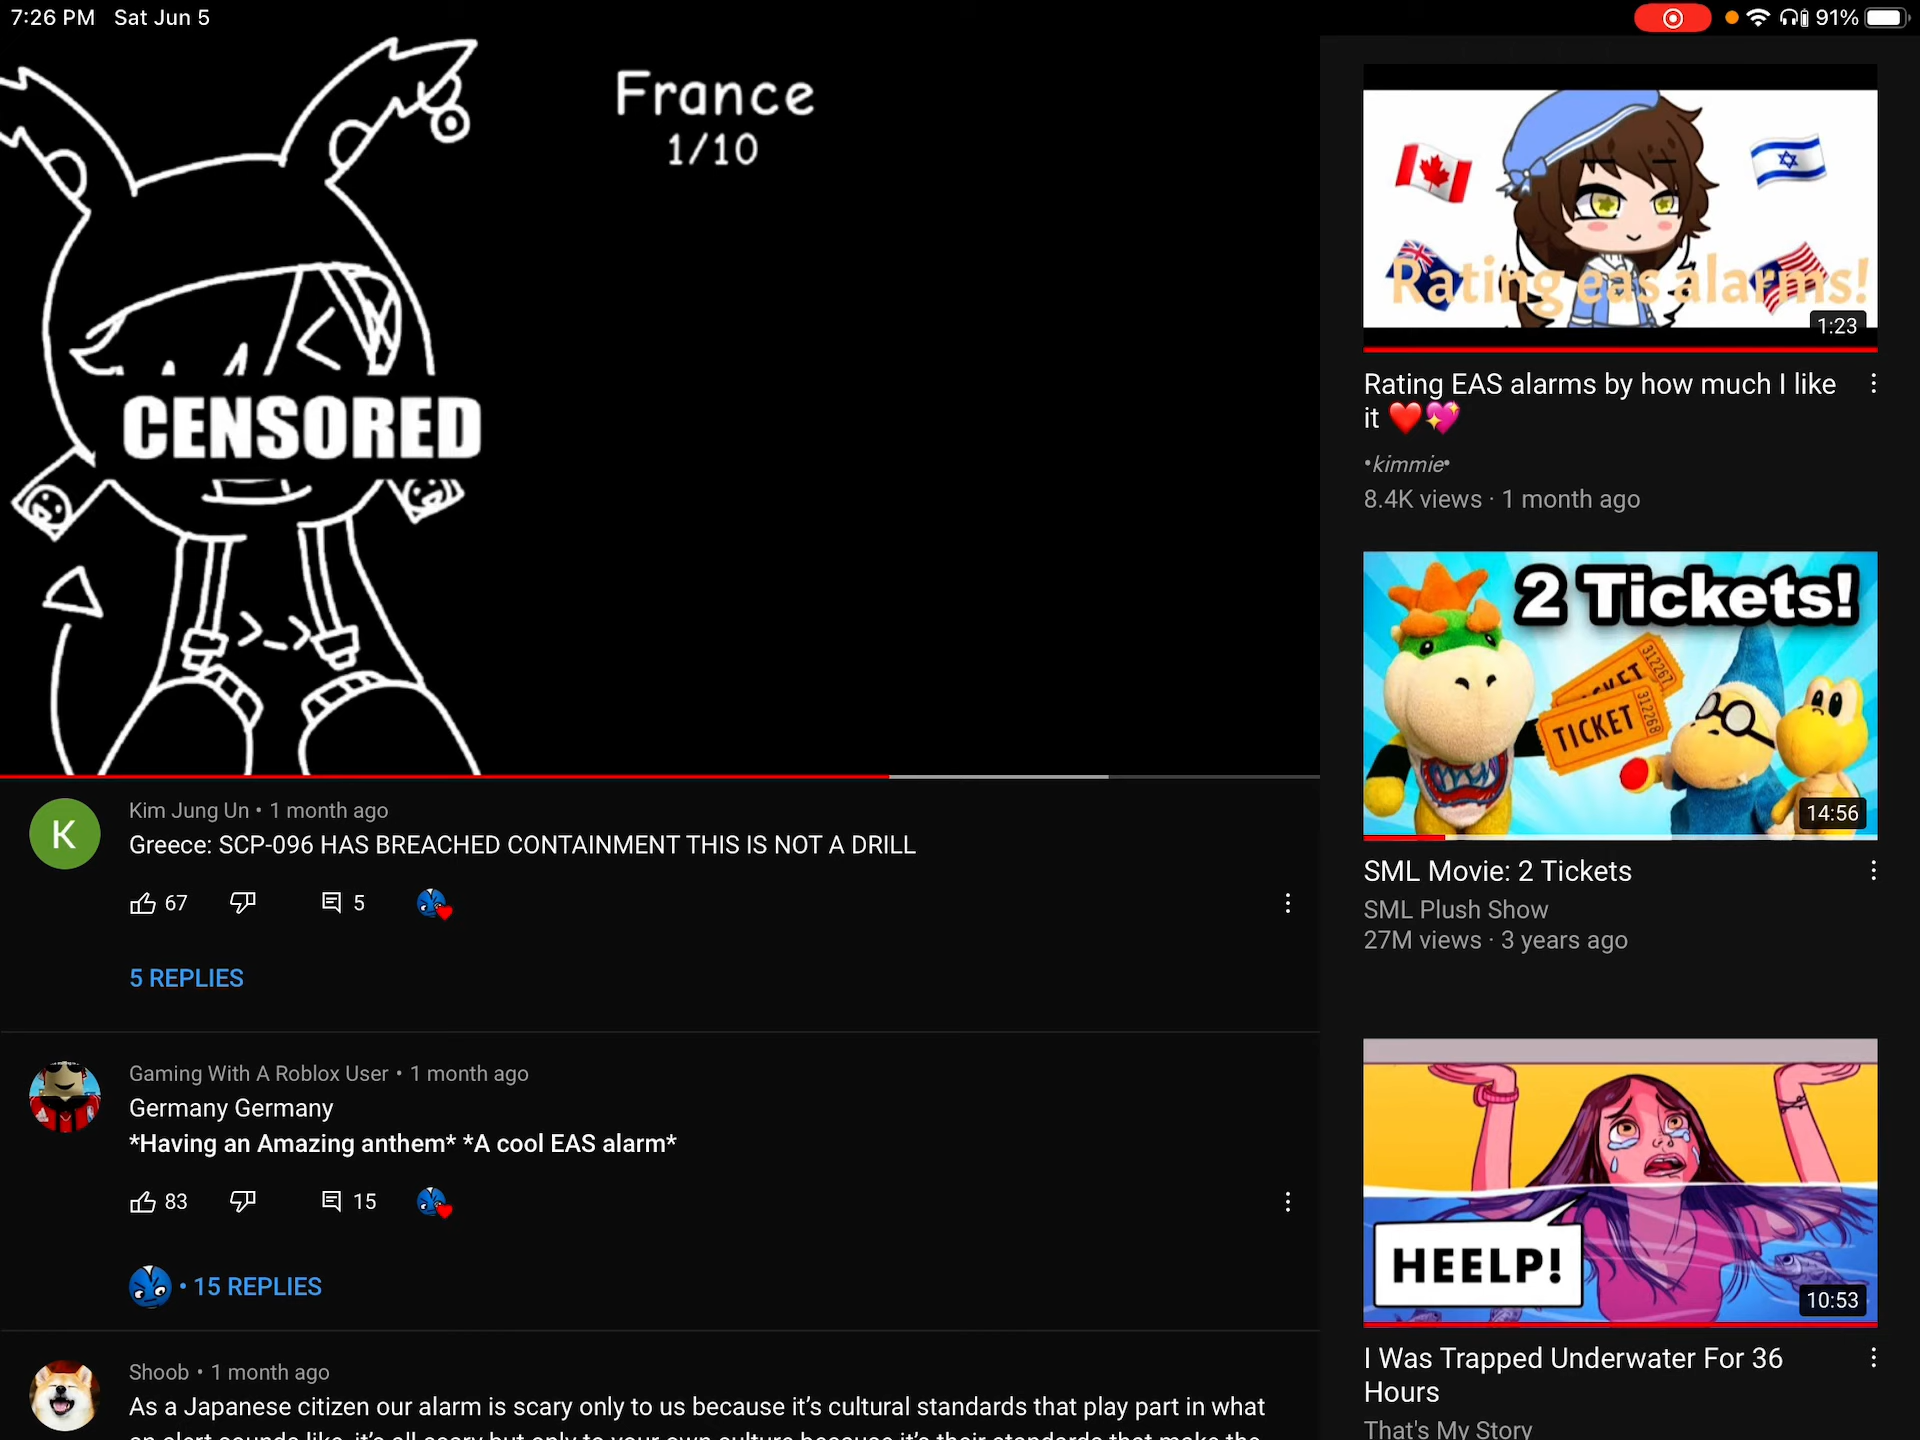 7:26 PM Sat Jun 5
91%
France
1/10
CENSORED
>_>
Kim Jung Un • 1 month ago
Greece: SCP-096 HAS BREACHED CONTAINMENT THIS IS NOT A DRILL
67
5
5 REPLIES
Gaming With A Roblox User • 1 month ago
Germany Germany
*Having an Amazing anthem* *A cool EAS alarm*
83
15
• 15 REPLIES
Shoob • 1 month ago
As a Japanese citizen our alarm is scary only to us because it's cultural standards that play part in what
K
Rating eas alarms!
1:23
Rating EAS alarms by how much I like
it ❤️💖
•kimmie•
8.4K views · 1 month ago
2 Tickets!
312267
TICKET
312268
14:56
SML Movie: 2 Tickets
SML Plush Show
27M views · 3 years ago
HEELP!
10:53
I Was Trapped Underwater For 36
Hours
That's My Story